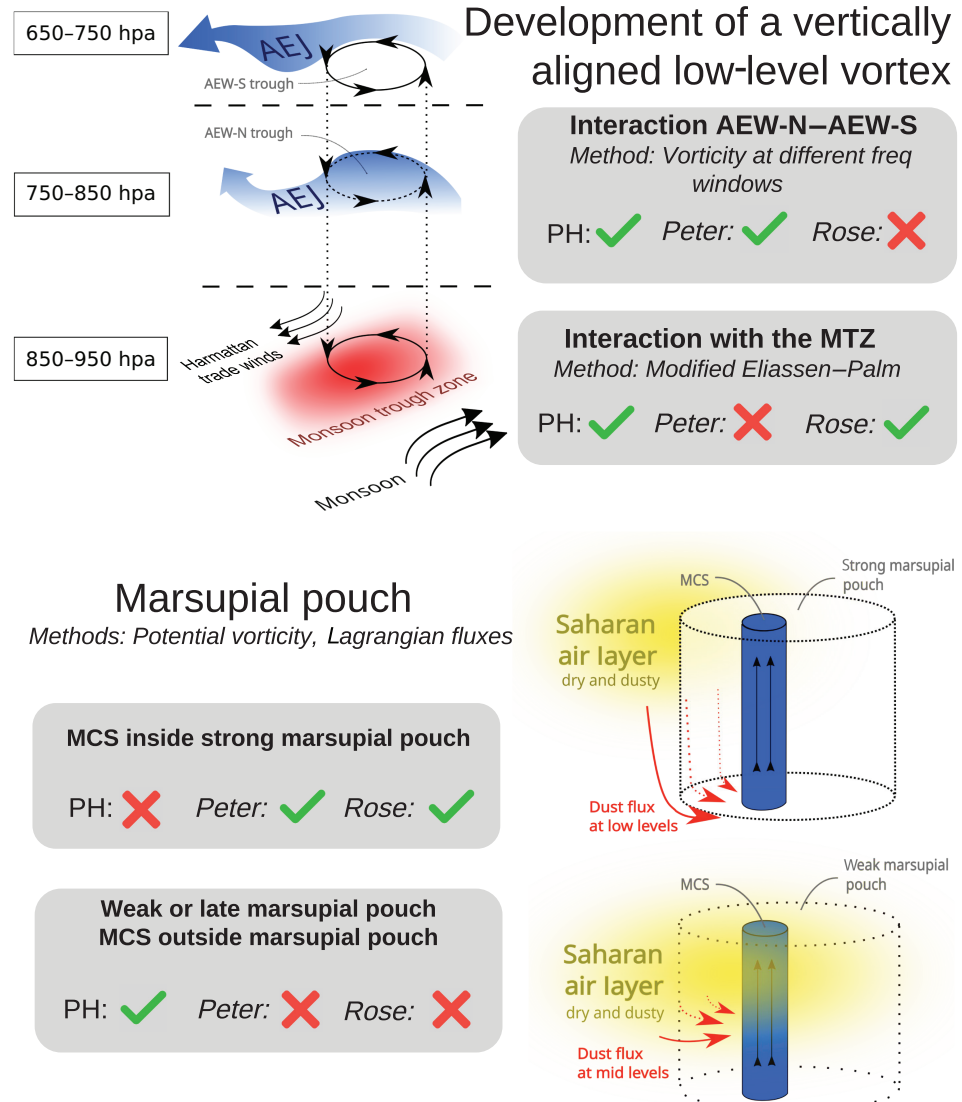 Development of a vertically
aligned low-level vortex
650–750 hpa
AEJ
AEW-S trough
AEW-N trough
750–850 hpa
AEJ
850–950 hpa
Harmattan
trade winds
Monsoon trough zone
Monsoon
Interaction AEW-N–AEW-S
Method: Vorticity at different freq
windows
PH: Peter: Rose:
Interaction with the MTZ
Method: Modified Eliassen–Palm
PH: Peter: Rose:
Marsupial pouch
Methods: Potential vorticity, Lagrangian fluxes
MCS inside strong marsupial pouch
PH: Peter: Rose:
Weak or late marsupial pouch
MCS outside marsupial pouch
PH: Peter: Rose:
MCS
Strong marsupial
pouch
Saharan
air layer
dry and dusty
Dust flux
at low levels
MCS
Weak marsupial
pouch
Saharan
air layer
dry and dusty
Dust flux
at mid levels